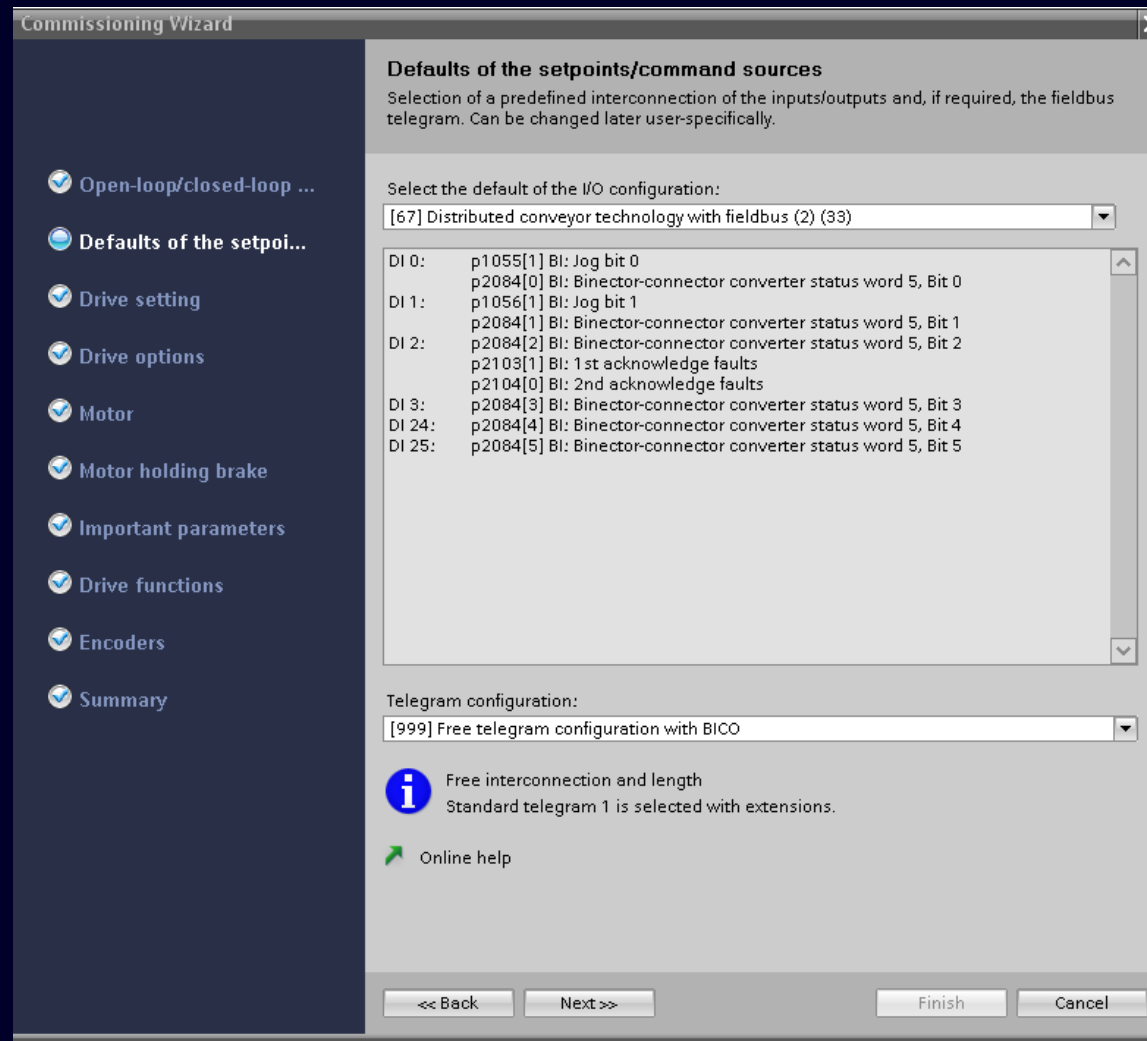 Commissioning Wizard
Defaults of the setpoints/command sources
Selection of a predefined interconnection of the inputs/outputs and, if required, the fieldbus
telegram. Can be changed later user-specifically.
Open-loop/closed-loop ...
Defaults of the setpoi...
Drive setting
Drive options
Motor
Motor holding brake
Important parameters
Drive functions
Encoders
Summary
Select the default of the I/O configuration:
[67] Distributed conveyor technology with fieldbus (2) (33)
DI 0: p1055[1] BI: Jog bit 0
p2084[0] BI: Binector-connector converter status word 5, Bit 0
DI 1: p1056[1] BI: Jog bit 1
p2084[1] BI: Binector-connector converter status word 5, Bit 1
DI 2: p2084[2] BI: Binector-connector converter status word 5, Bit 2
p2103[1] BI: 1st acknowledge faults
p2104[0] BI: 2nd acknowledge faults
DI 3: p2084[3] BI: Binector-connector converter status word 5, Bit 3
DI 24: p2084[4] BI: Binector-connector converter status word 5, Bit 4
DI 25: p2084[5] BI: Binector-connector converter status word 5, Bit 5
Telegram configuration:
[999] Free telegram configuration with BICO
Free interconnection and length
Standard telegram 1 is selected with extensions.
Online help
<< Back
Next >>
Finish
Cancel